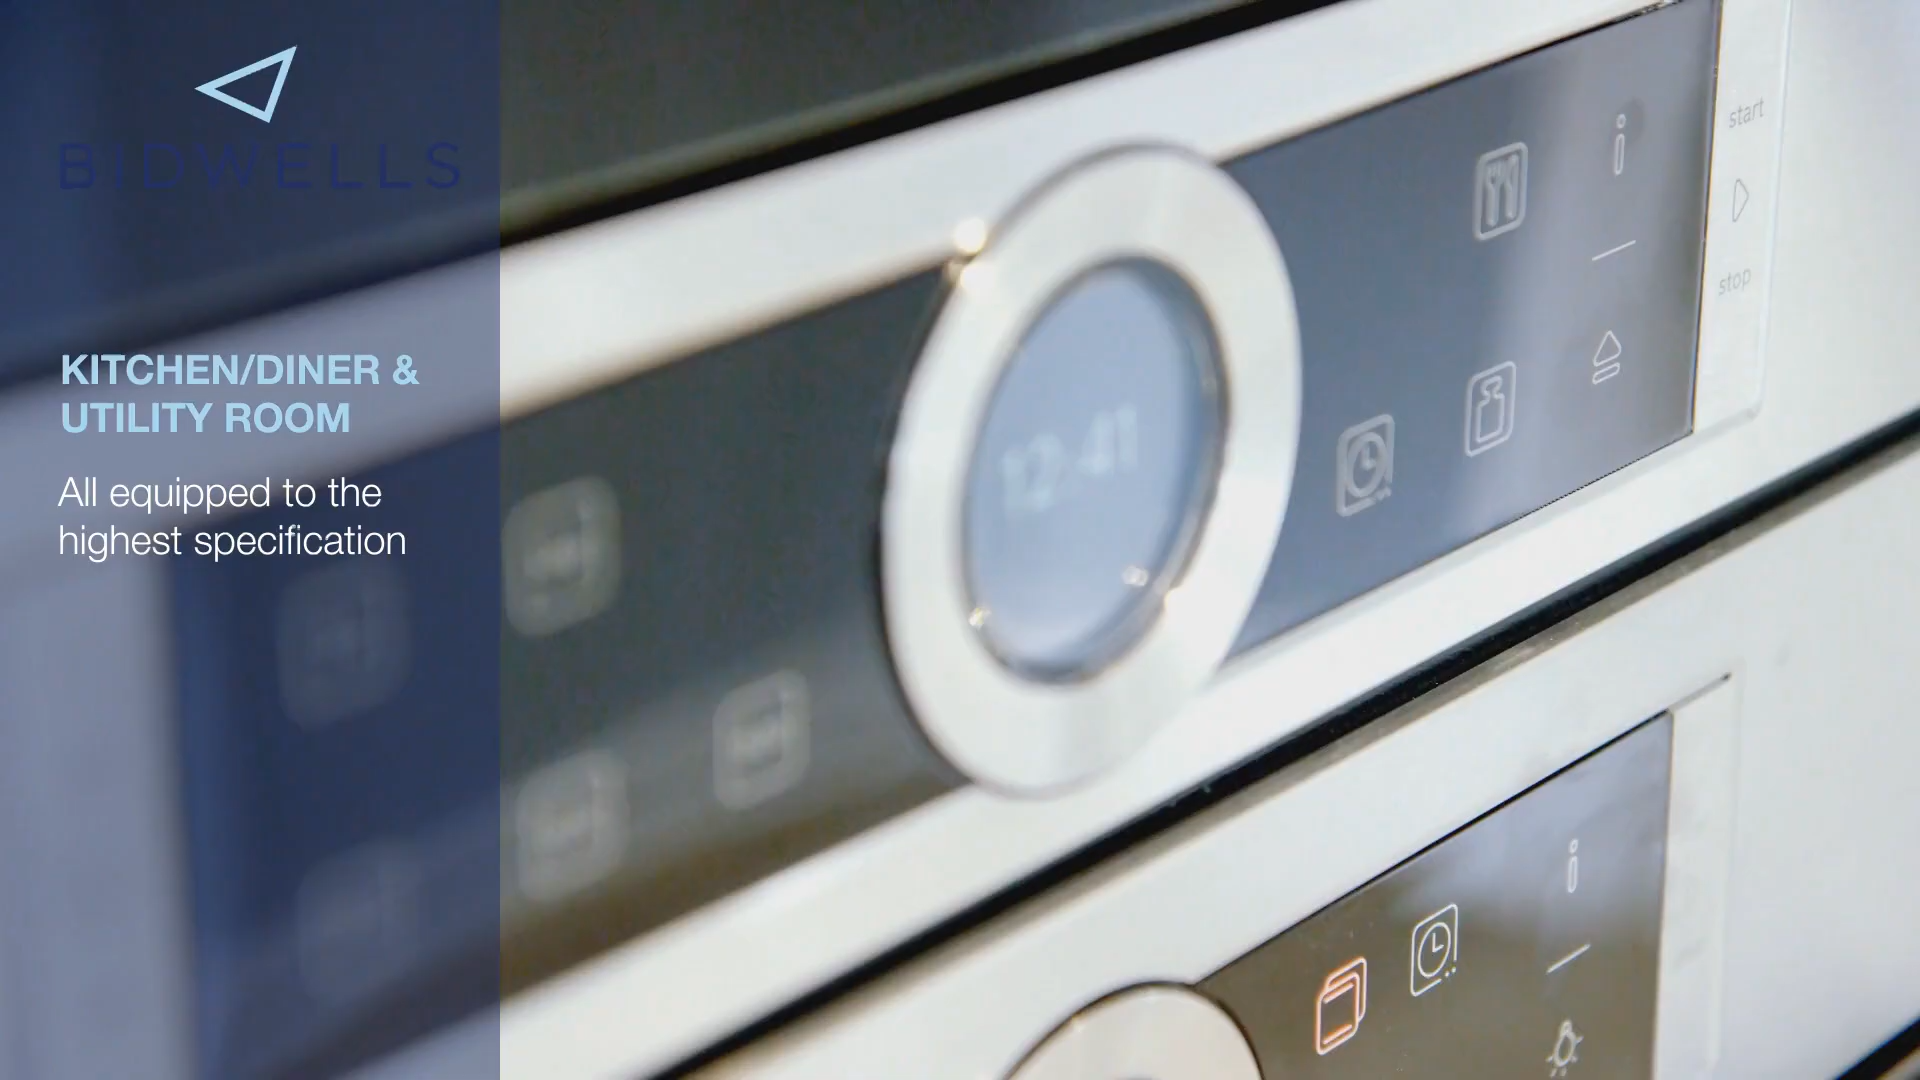 BIDWELLS
KITCHEN/DINER &
UTILITY ROOM
All equipped to the
highest specification
12:41
start
stop